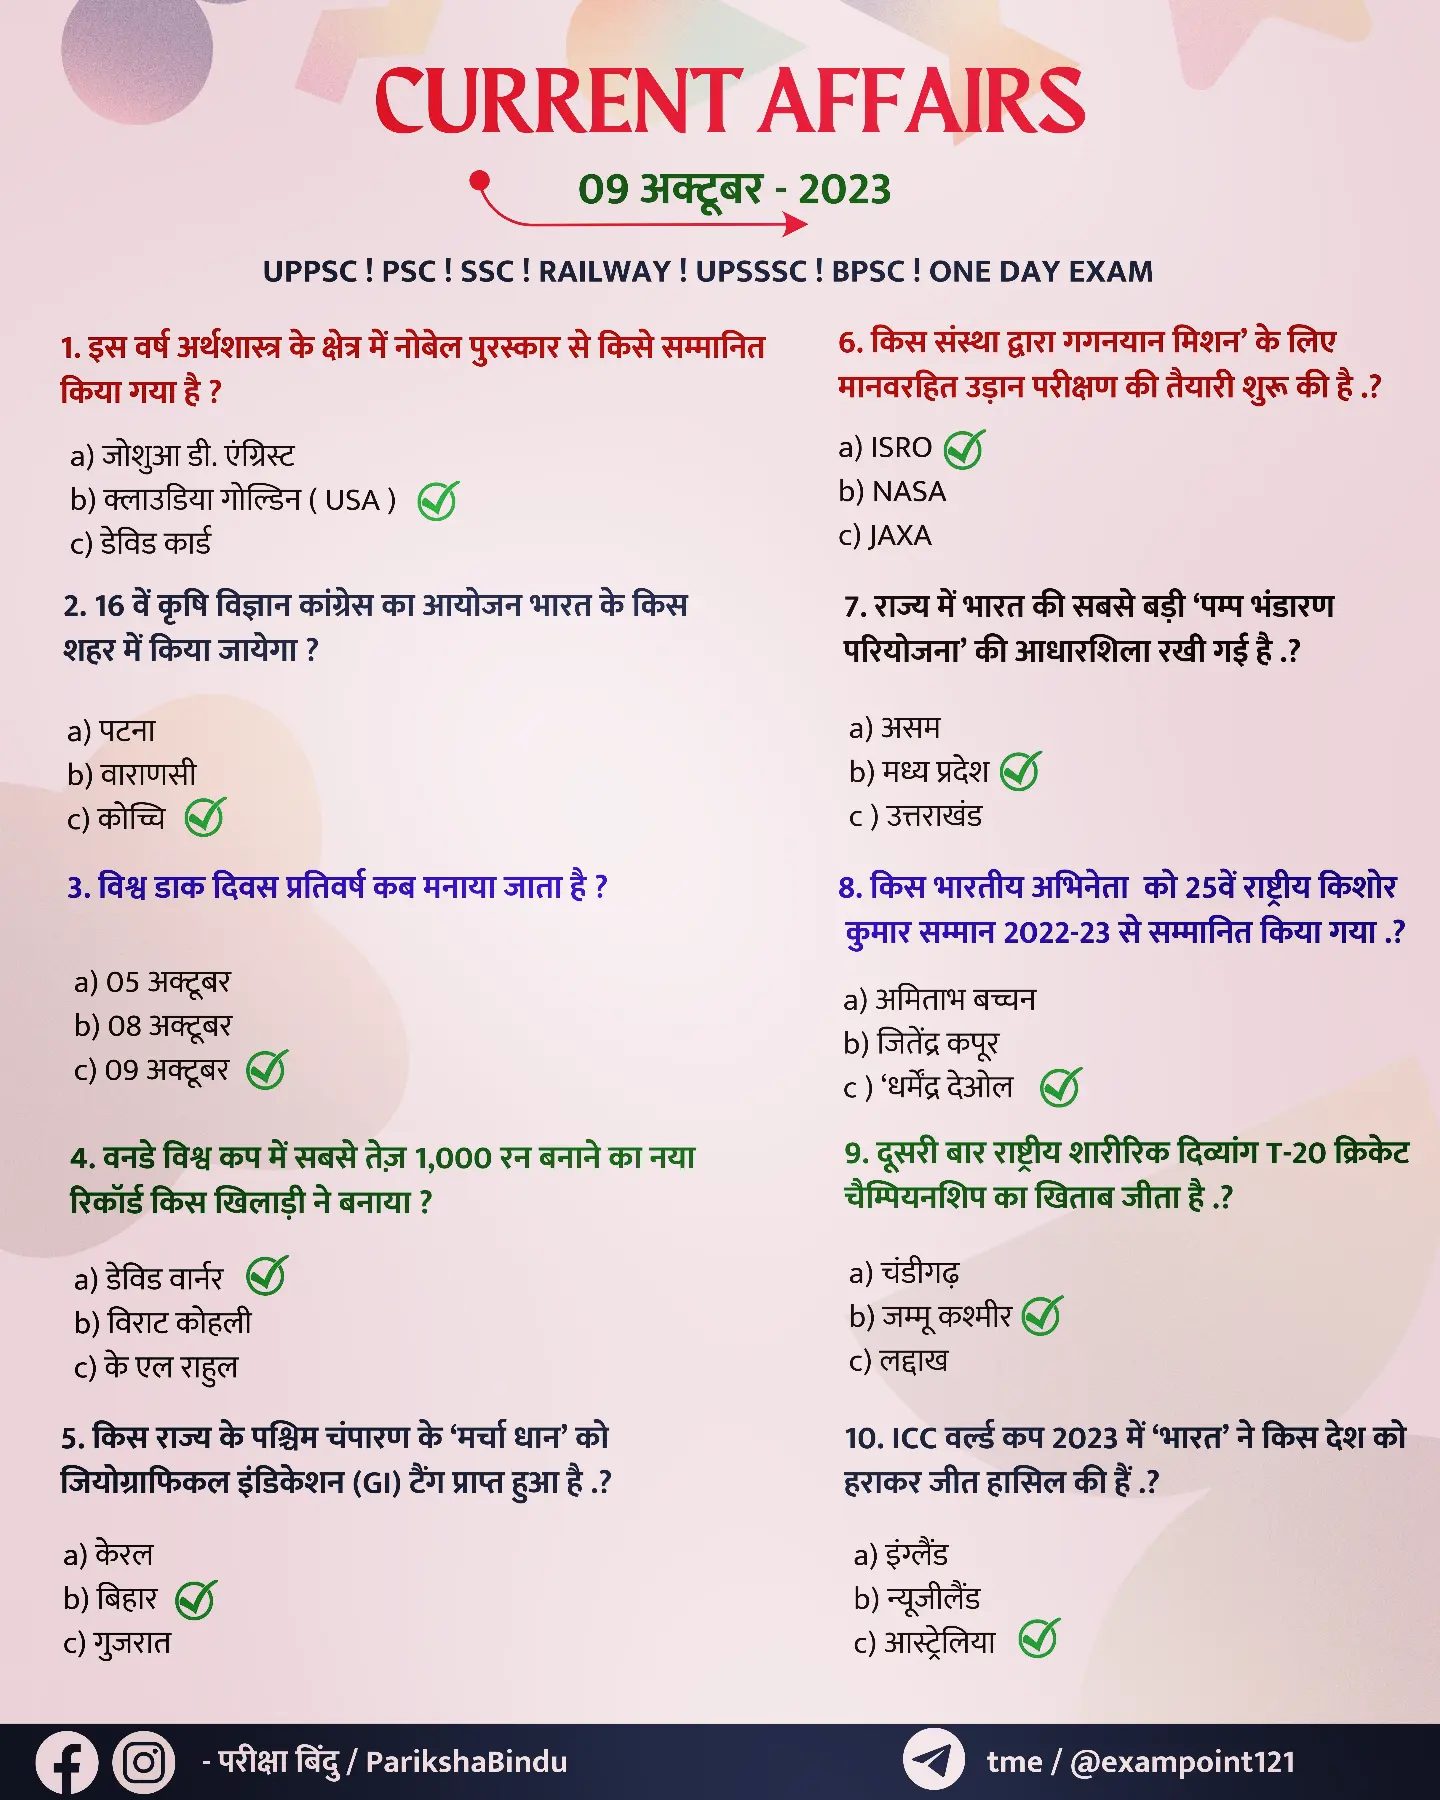 CURRENT AFFAIRS
09 अक्टूबर - 2023
UPPSC ! PSC ! SSC ! RAILWAY ! UPSSSC ! BPSC ! ONE DAY EXAM
1. इस वर्ष अर्थशास्त्र के क्षेत्र में नोबेल पुरस्कार से किसे सम्मानित
किया गया है ?
a) जोशुआ डी. एंग्रिस्ट
b) क्लाउडिया गोल्डिन ( USA )
c) डेविड कार्ड
2. 16 वें कृषि विज्ञान कांग्रेस का आयोजन भारत के किस
शहर में किया जायेगा ?
a) पटना
b) वाराणसी
c) कोच्चि
3. विश्व डाक दिवस प्रतिवर्ष कब मनाया जाता है ?
a) 05 अक्टूबर
b) 08 अक्टूबर
c) 09 अक्टूबर
4. वनडे विश्व कप में सबसे तेज़ 1,000 रन बनाने का नया
रिकॉर्ड किस खिलाड़ी ने बनाया ?
a) डेविड वार्नर
b) विराट कोहली
c) के एल राहुल
5. किस राज्य के पश्चिम चंपारण के ‘मर्चा धान’ को
जियोग्राफिकल इंडिकेशन (GI) टैंग प्राप्त हुआ है .?
a) केरल
b) बिहार
c) गुजरात
6. किस संस्था द्वारा गगनयान मिशन’ के लिए
मानवरहित उड़ान परीक्षण की तैयारी शुरू की है .?
a) ISRO
b) NASA
c) JAXA
7. राज्य में भारत की सबसे बड़ी ‘पम्प भंडारण
परियोजना’ की आधारशिला रखी गई है .?
a) असम
b) मध्य प्रदेश
c ) उत्तराखंड
8. किस भारतीय अभिनेता को 25वें राष्ट्रीय किशोर
कुमार सम्मान 2022-23 से सम्मानित किया गया .?
a) अमिताभ बच्चन
b) जितेंद्र कपूर
c ) ‘धर्मेंद्र देओल
9. दूसरी बार राष्ट्रीय शारीरिक दिव्यांग T-20 क्रिकेट
चैम्पियनशिप का खिताब जीता है .?
a) चंडीगढ़
b) जम्मू कश्मीर
c) लद्दाख
10. ICC वर्ल्ड कप 2023 में ‘भारत’ ने किस देश को
हराकर जीत हासिल की हैं .?
a) इंग्लैंड
b) न्यूजीलैंड
c) आस्ट्रेलिया
- परीक्षा बिंदु / ParikshaBindu
tme / @exampoint121